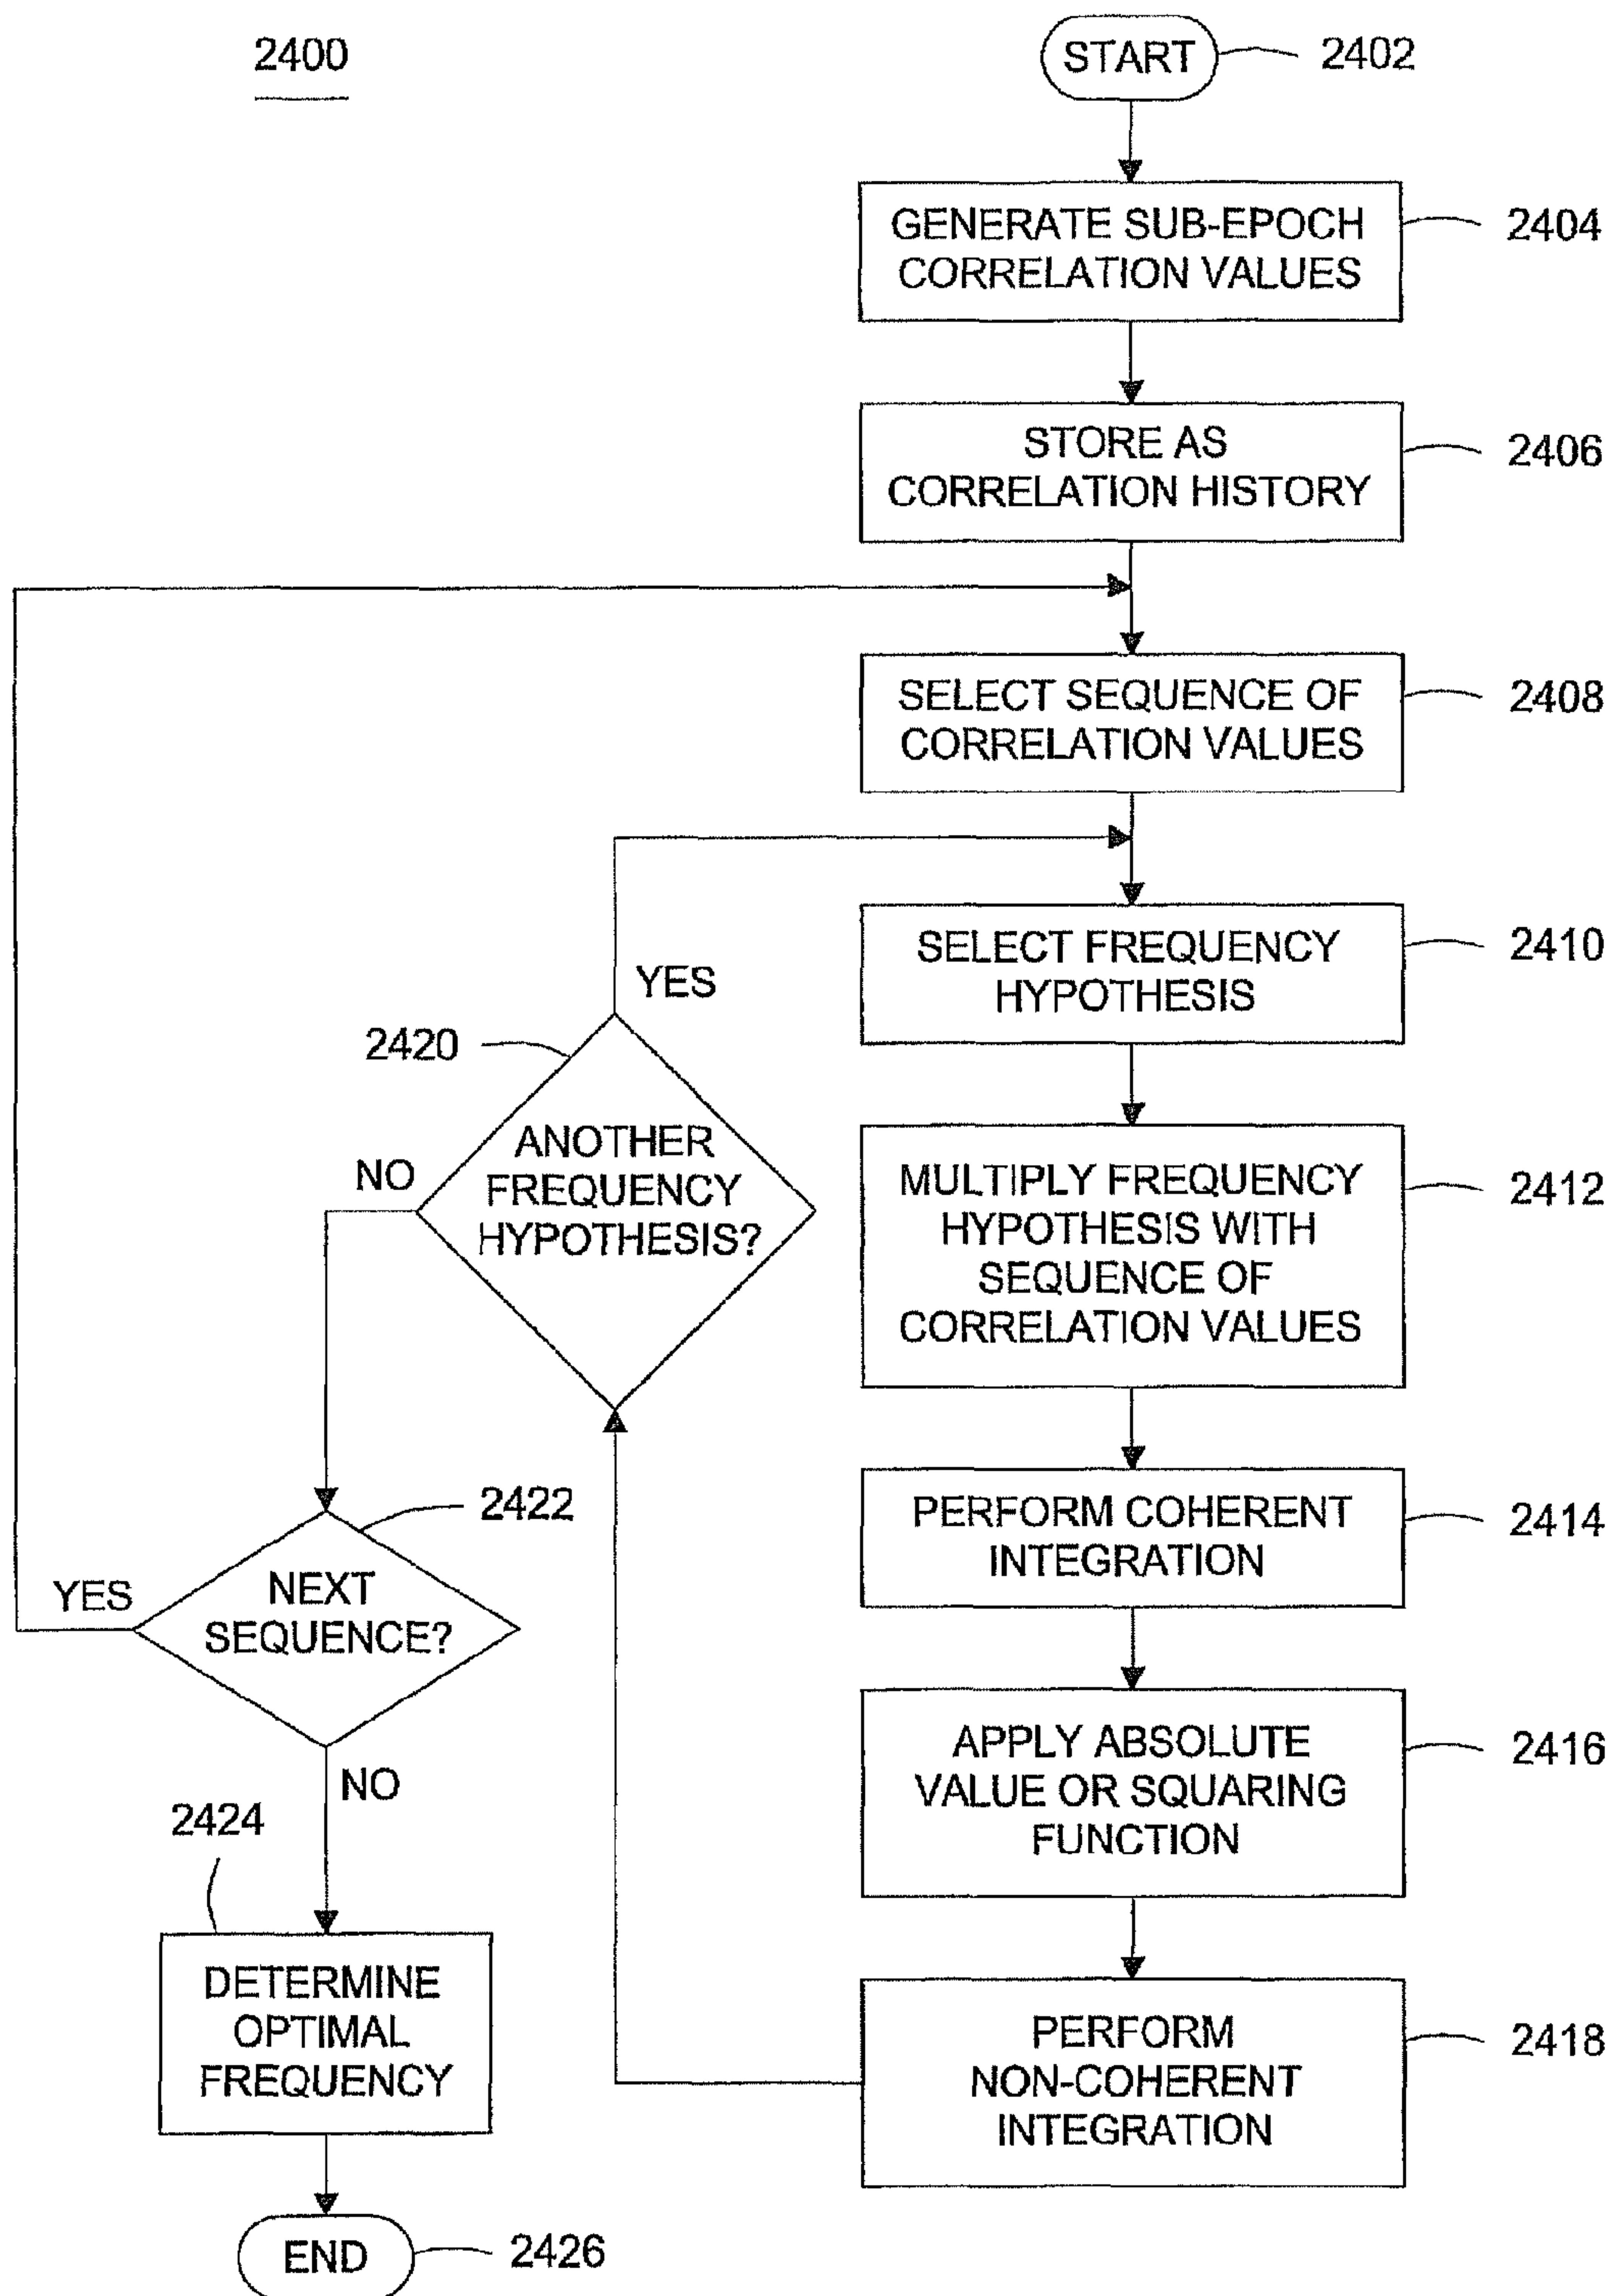 2400
START
2402
GENERATE SUB-EPOCH
CORRELATION VALUES
2404
STORE AS
CORRELATION HISTORY
2406
SELECT SEQUENCE OF
CORRELATION VALUES
2408
SELECT FREQUENCY
HYPOTHESIS
2410
MULTIPLY FREQUENCY
HYPOTHESIS WITH
SEQUENCE OF
CORRELATION VALUES
2412
PERFORM COHERENT
INTEGRATION
2414
APPLY ABSOLUTE
VALUE OR SQUARING
FUNCTION
2416
PERFORM
NON-COHERENT
INTEGRATION
2418
YES
2420
ANOTHER
FREQUENCY
HYPOTHESIS?
NO
2422
NEXT
SEQUENCE?
YES
NO
2424
DETERMINE
OPTIMAL
FREQUENCY
END
2426